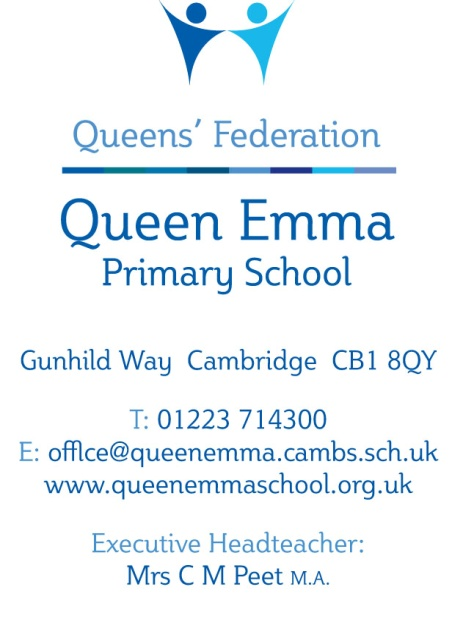 Queens’ Federation
Queen Emma
Primary School
Gunhild Way Cambridge CB1 8QY
T: 01223 714300
E: offlce@queenemma.cambs.sch.uk
www.queenemmaschool.org.uk
Executive Headteacher:
Mrs C M Peet M.A.